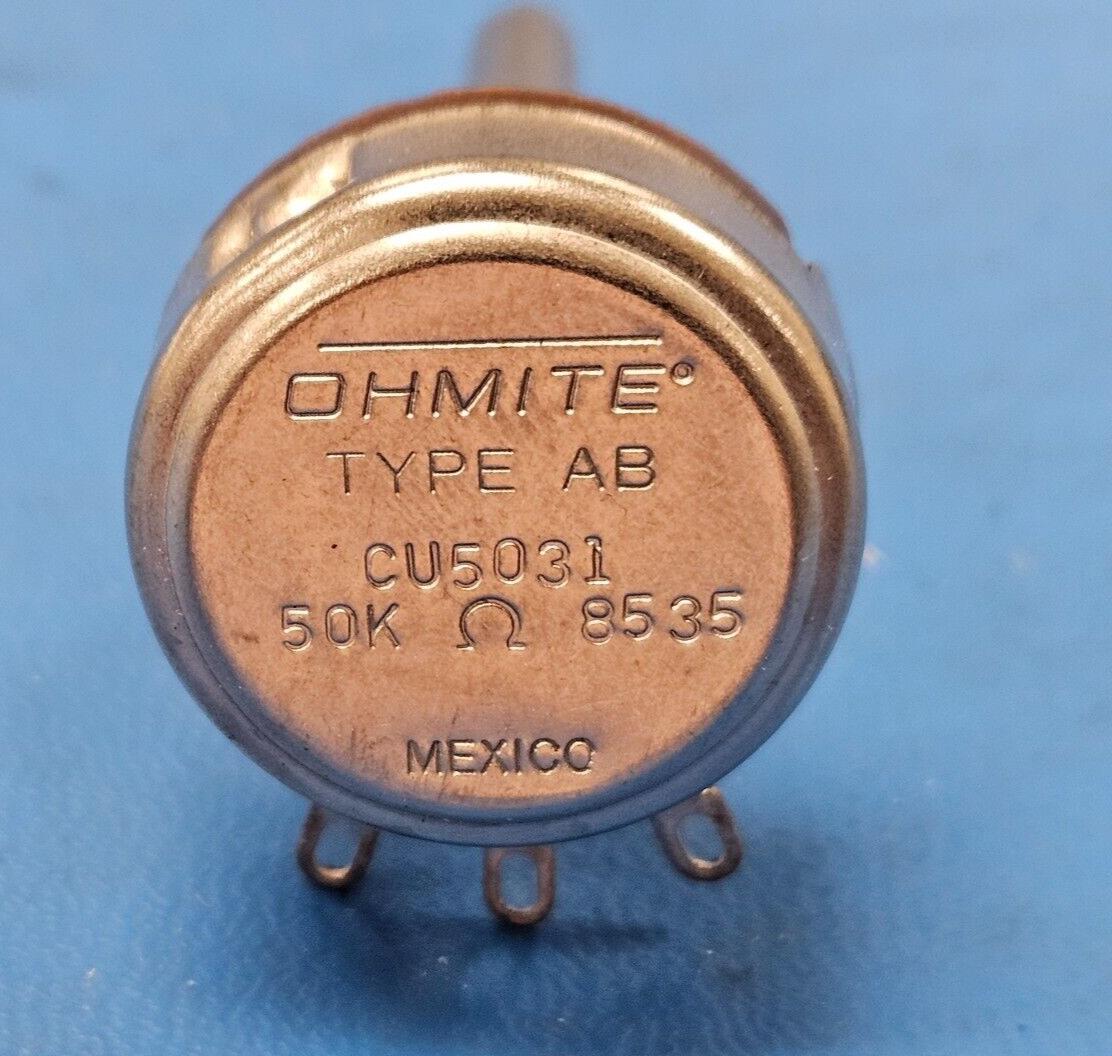 OHMITE®
TYPE AB
CU5031
50K Ω 8535
MEXICO